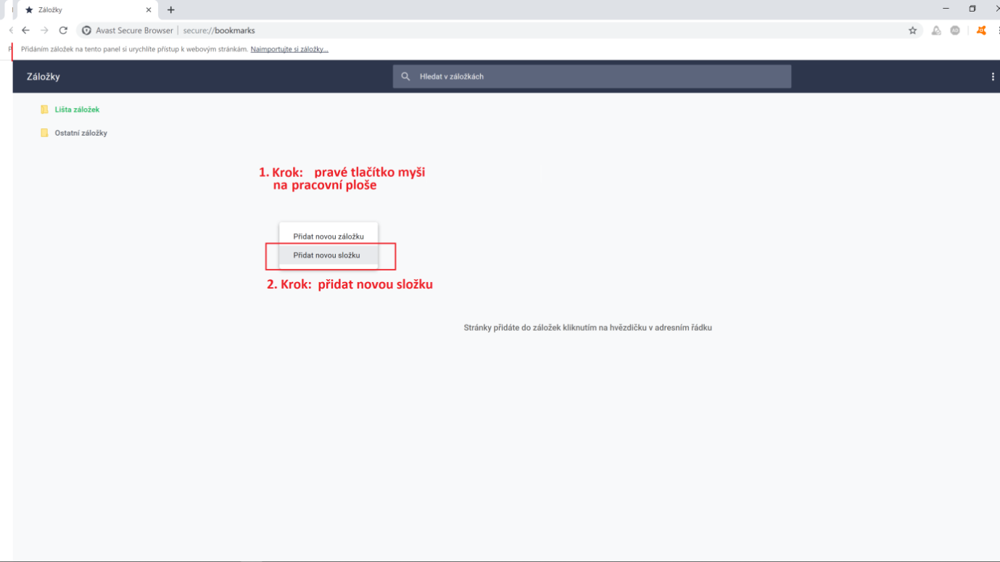 Záložky
Avast Secure Browser | secure://bookmarks
Přidáním záložek na tento panel si urychlíte přístup k webovým stránkám. Naimportujte si záložky...
Záložky
Hledat v záložkách
Lišta záložek
Ostatní záložky
1. Krok: pravé tlačítko myši
na pracovní ploše
Přidat novou záložku
Přidat novou složku
2. Krok: přidat novou složku
Stránky přidáte do záložek kliknutím na hvězdičku v adresním řádku